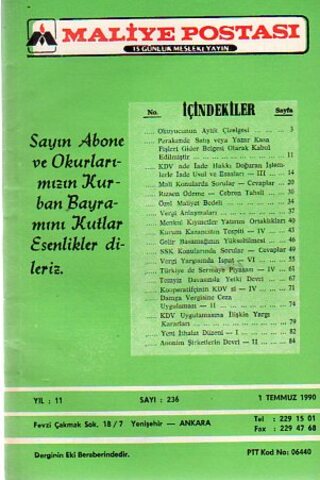 MALİYE POSTASI
15 GÜNLÜK MESLEKİ YAYIN
Sayın Abone
ve Okurları-
mızın Kur-
ban Bayra-
mını Kutlar
Esenlikler di-
leriz.
No. İÇİNDEKİLER Sayfa
Okuyucunun Aylık Çizelgesi 3
Perakende Satış veya Yazar Kasa
Fişleri Gider Belgesi Olarak Kabul
Edilmiştir 11
KDV nde İade Hakkı Doğuran İşlem-
lerle İade Usul ve Esasları — III 14
Mali Konularda Sorular — Cevaplar 20
Rızaen Ödeme — Cebren Tahsil 30
Özel Maliyet Bedeli 34
Vergi Anlaşmaları 37
Merkezi Kıymetler Yatırım Ortaklıkları 40
Kurum Kazancının Tespiti — IV 43
Gelir Basamağının Yükseltilmesi 46
SSK Konularında Sorular — Cevaplar 50
Vergi Yargısında İspat — VI 55
Türkiye de Sermaye Piyasası — IV 61
Temyiz Davasında Yetki Devri 67
Kooperatifçinin KDV si — IV 71
Damga Vergisine Ceza
Uygulaması — II 74
KDV Uygulamasına İlişkin Yargı
Kararları 79
Yeni İthalat Düzeni — I 82
Anonim Şirketlerin Devri — II 84
YIL : 11 SAYI : 236 1 TEMMUZ 1990
Fevzi Çakmak Sok. 18/7 Yenişehir — ANKARA
Tel : 229 15 01
Fax : 229 47 68
Derginin Eki Beraberindedir. PTT Kod No: 06440